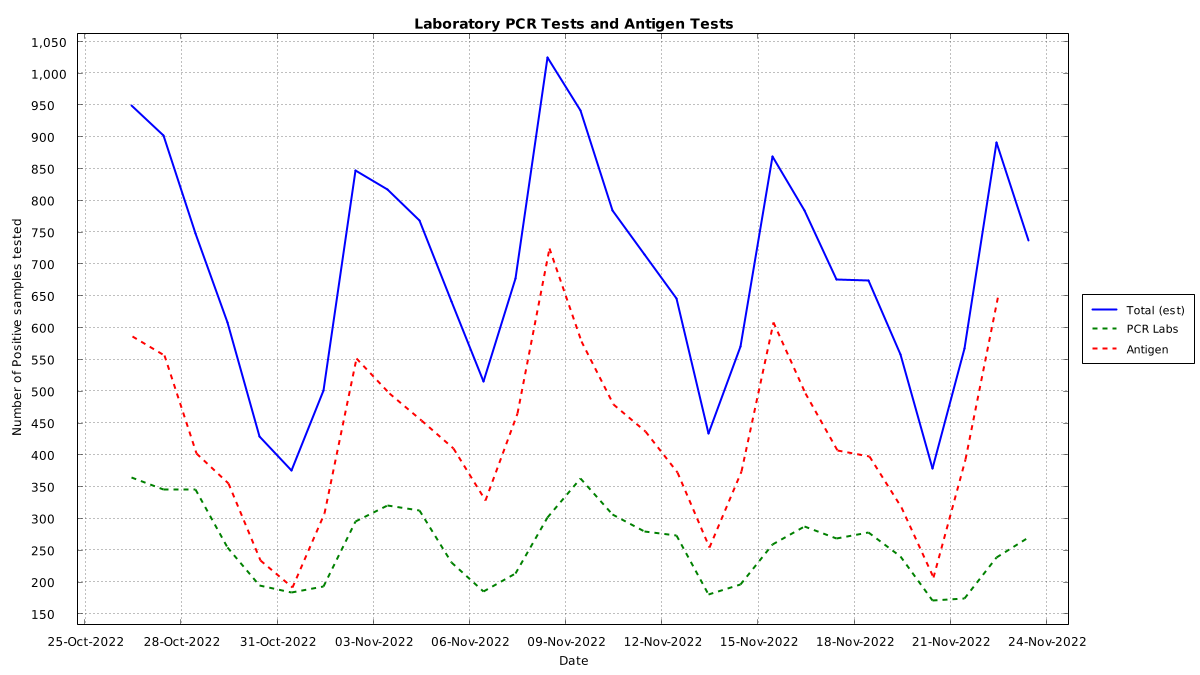 Laboratory PCR Tests and Antigen Tests
1,050
1,000
950
900
850
800
750
700
650
600
550
500
450
400
350
300
250
200
150
Number of Positive samples tested
25-Oct-2022 28-Oct-2022 31-Oct-2022 03-Nov-2022 06-Nov-2022 09-Nov-2022 12-Nov-2022 15-Nov-2022 18-Nov-2022 21-Nov-2022 24-Nov-2022
Date
Total (est)
PCR Labs
Antigen